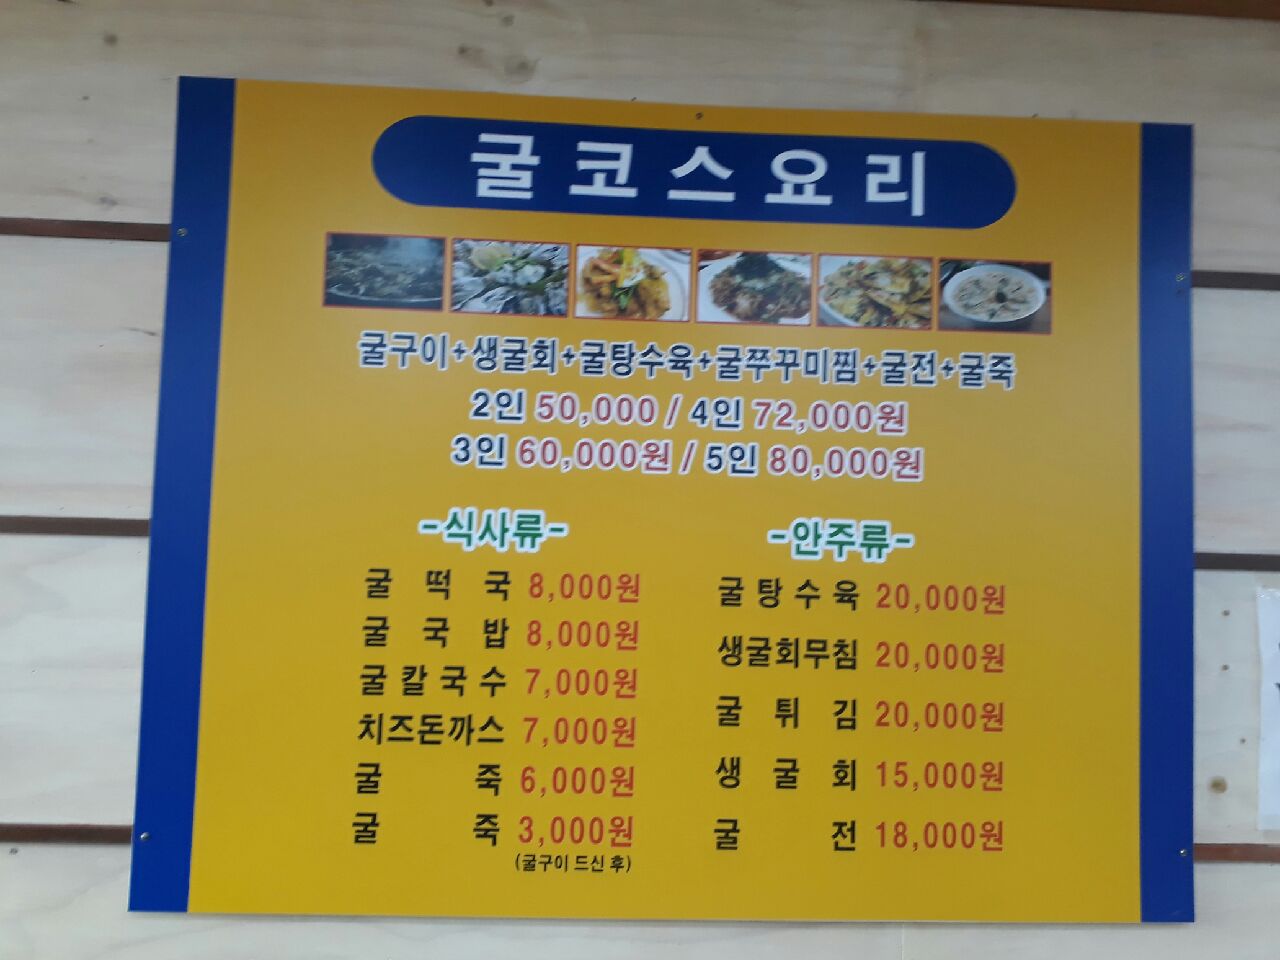 굴코스요리
굴구이+생굴회+굴탕수육+굴쭈꾸미찜+굴전+굴죽
2인 50,000 / 4인 72,000원
3인 60,000원 / 5인 80,000원
-식사류-
굴떡국 8,000원
굴국밥 8,000원
굴칼국수 7,000원
치즈돈까스 7,000원
굴죽 6,000원
굴죽 3,000원
(굴구이 드신 후)
-안주류-
굴탕수육 20,000원
생굴회무침 20,000원
굴튀김 20,000원
생굴회 15,000원
굴전 18,000원